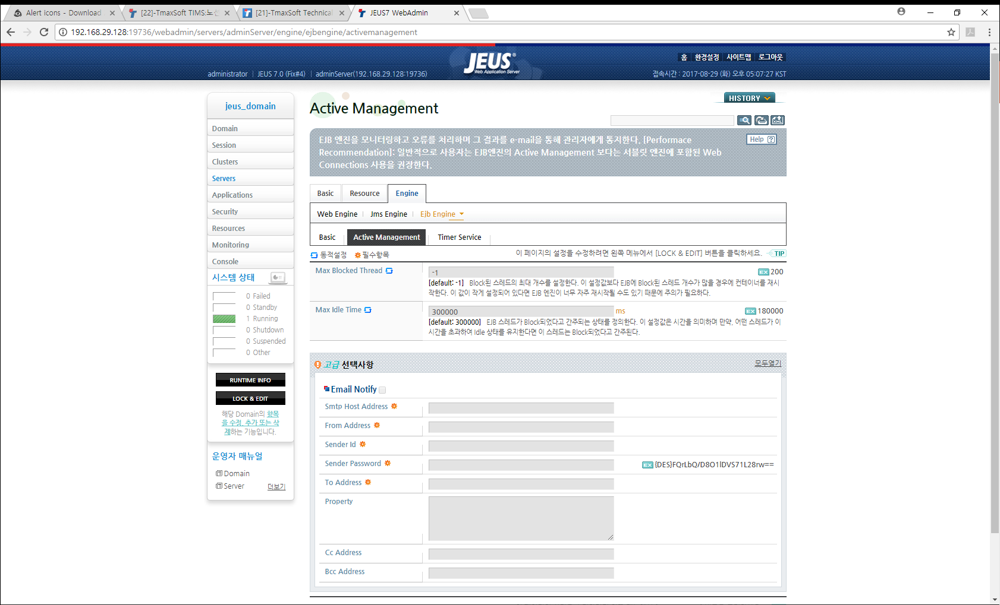 Alert icons - Download
[22]-TmaxSoft TIMS:노신
[21]-TmaxSoft Technical
JEUS7 WebAdmin
192.168.29.128:19736/webadmin/servers/adminServer/engine/ejbengine/activemanagement
JEUS®
Web Application Server
홈 환경설정 사이트맵 로그아웃
administrator | JEUS 7.0 (Fix#4) | adminServer(192.168.29.128:19736)
접속시간 : 2017-08-29 (화) 오후 05:07:27 KST
jeus_domain
Domain
Session
Clusters
Servers
Applications
Security
Resources
Monitoring
Console
시스템 상태
0 Failed
0 Standby
1 Running
0 Shutdown
0 Suspended
0 Other
RUNTIME INFO
LOCK & EDIT
해당 Domain의 항목
을 수정, 추가 또는 삭
제하는 기능입니다.
운영자 매뉴얼
Domain
Server 더보기
HISTORY
Active Management
XML
EJB 엔진을 모니터링하고 오류를 처리하며 그 결과를 e-mail을 통해 관리자에게 통지한다. [Performace
Recommendation]: 일반적으로 사용자는 EJB엔진의 Active Management 보다는 서블릿 엔진에 포함된 Web
Connections 사용을 권장한다.
Help ?
Basic Resource Engine
Web Engine | Jms Engine | Ejb Engine
Basic Active Management Timer Service
동적설정 필수항목
이 페이지의 설정을 수정하려면 왼쪽 메뉴에서 [LOCK & EDIT] 버튼을 클릭하세요. TIP
Max Blocked Thread
-1
EX 200
[default: -1] Block된 스레드의 최대 개수를 설정한다. 이 설정값보다 EJB에 Block된 스레드 개수가 많을 경우에 컨테이너를 재시
작한다. 이 값이 작게 설정되어 있다면 EJB 엔진이 너무 자주 재시작될 수도 있기 때문에 주의가 필요하다.
Max Idle Time
300000 ms
EX 180000
[default: 300000] EJB 스레드가 Block되었다고 간주되는 상태를 정의한다. 이 설정값은 시간을 의미하며 만약, 어떤 스레드가 이
시간을 초과하여 Idle 상태를 유지한다면 이 스레드는 Block되었다고 간주된다.
고급 선택사항
모두열기
Email Notify
Smtp Host Address
From Address
Sender Id
Sender Password
EX {DES}FQrLbQ/D8O1lDVS71L28rw==
To Address
Property
Cc Address
Bcc Address